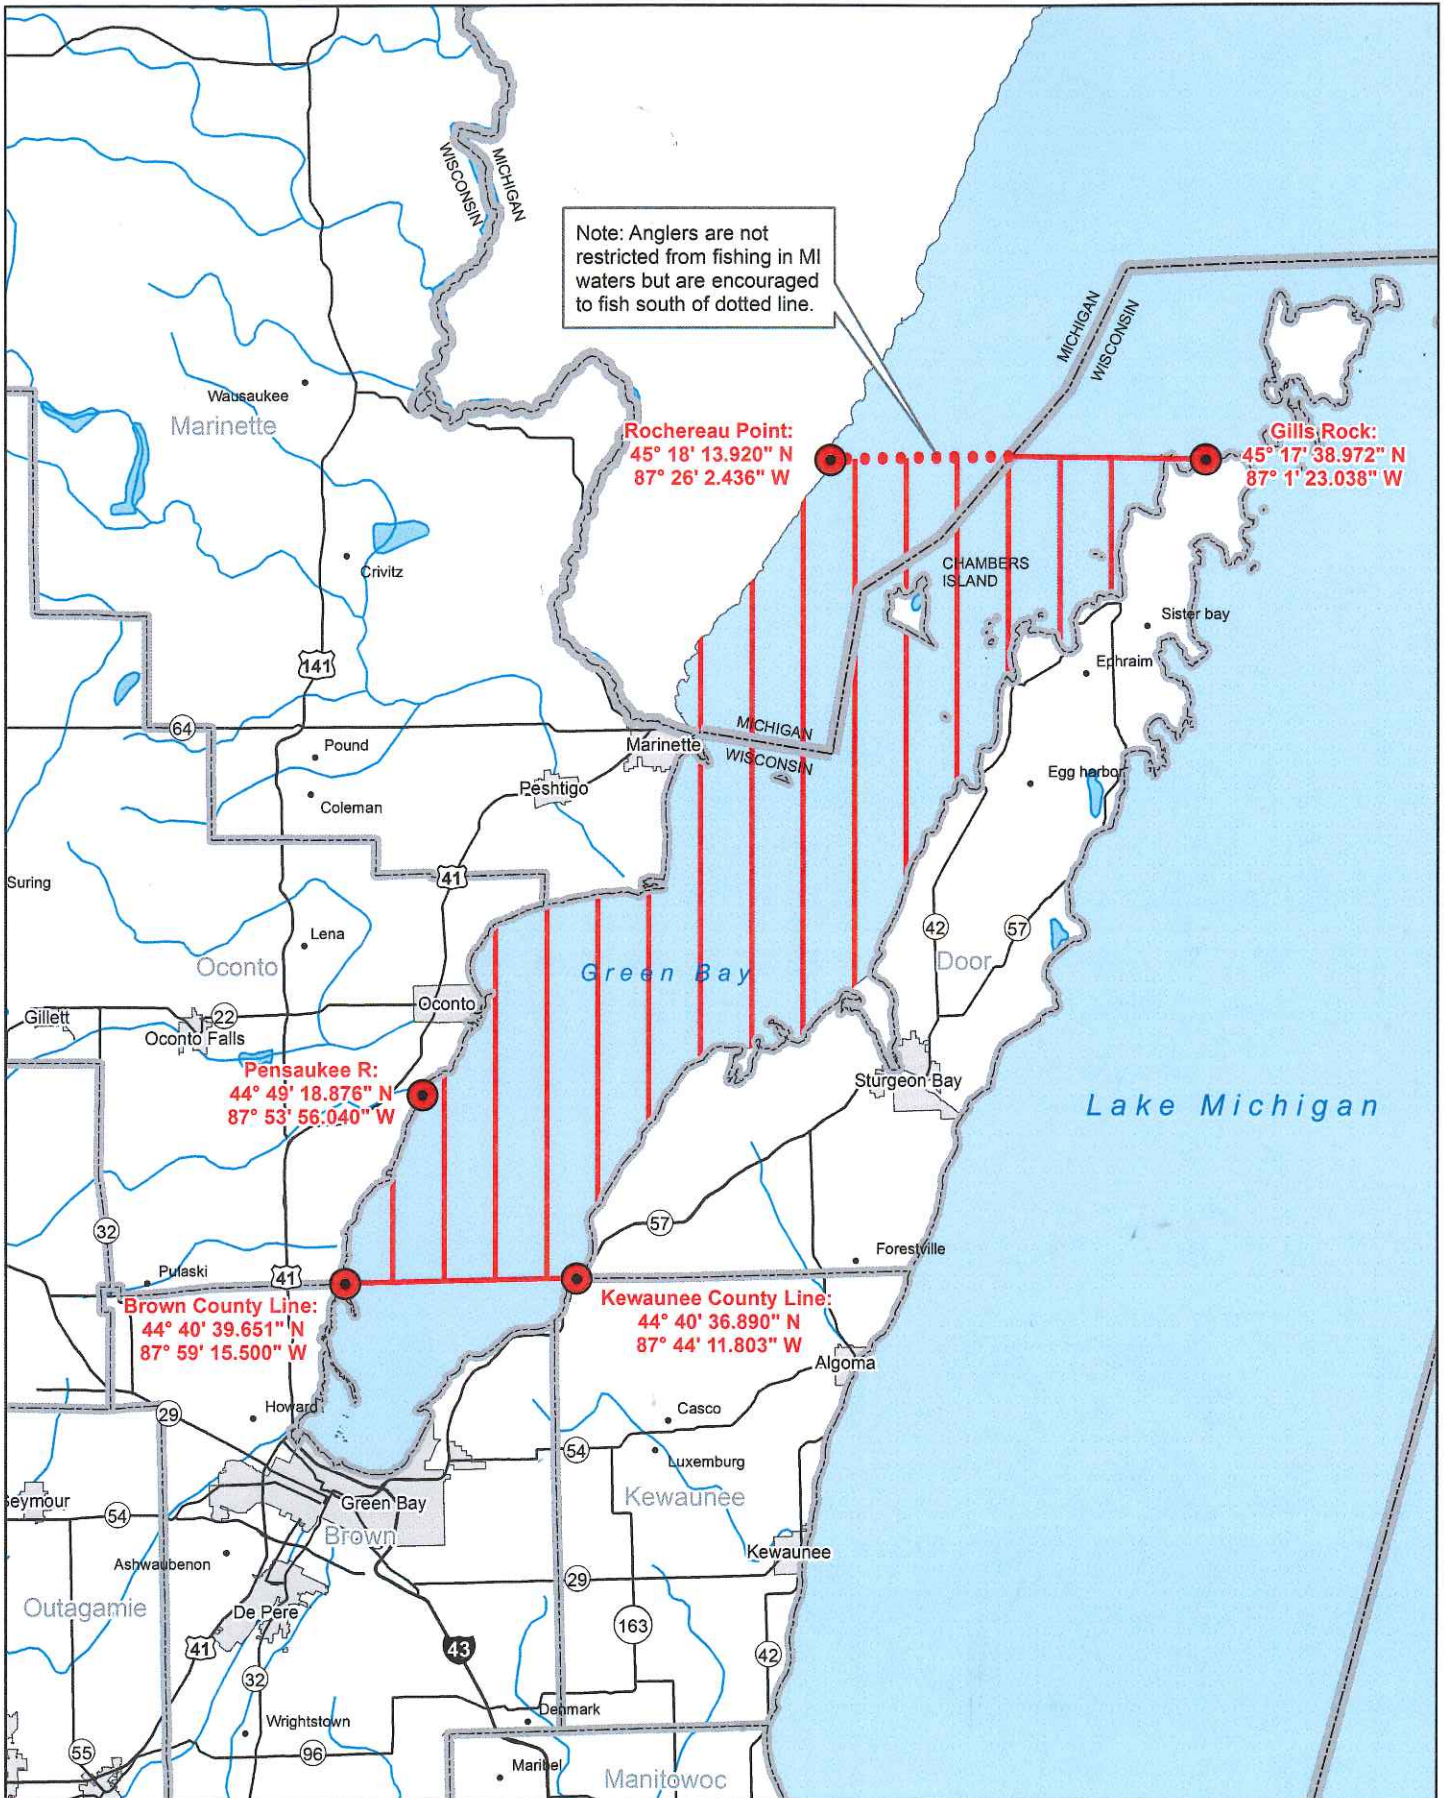 WISCONSIN
MICHIGAN
Note: Anglers are not
restricted from fishing in MI
waters but are encouraged
to fish south of dotted line.
MICHIGAN
WISCONSIN
Wausaukee
Marinette
Rochereau Point:
45° 18' 13.920" N
87° 26' 2.436" W
Gills Rock:
45° 17' 38.972" N
87° 1' 23.038" W
Crivitz
CHAMBERS
ISLAND
Sister bay
Ephraim
141
64
Pound
Marinette
MICHIGAN
WISCONSIN
Egg harbor
Peshtigo
Coleman
41
Suring
Lena
42
57
Oconto
Green Bay
Door
Oconto
Gillett
22
Oconto Falls
Pensaukee R:
44° 49' 18.876" N
87° 53' 56.040" W
Sturgeon Bay
Lake Michigan
32
57
Forestville
Pulaski
41
Brown County Line:
44° 40' 39.651" N
87° 59' 15.500" W
Kewaunee County Line:
44° 40' 36.890" N
87° 44' 11.803" W
Algoma
Howard
29
Casco
54
Luxemburg
Kewaunee
Seymour
54
Green Bay
Brown
Ashwaubenon
Kewaunee
29
Outagamie
De Pere
163
41
43
42
32
Denmark
Wrightstown
55
96
Maribel
Manitowoc